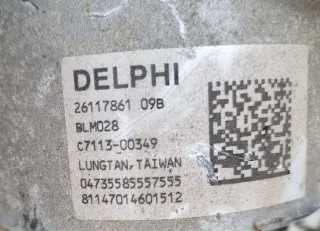 DELPHI
26117861 09B
BLM028
C7113-00349
LUNGTAN, TAIWAN
04735585557555
81147014601512